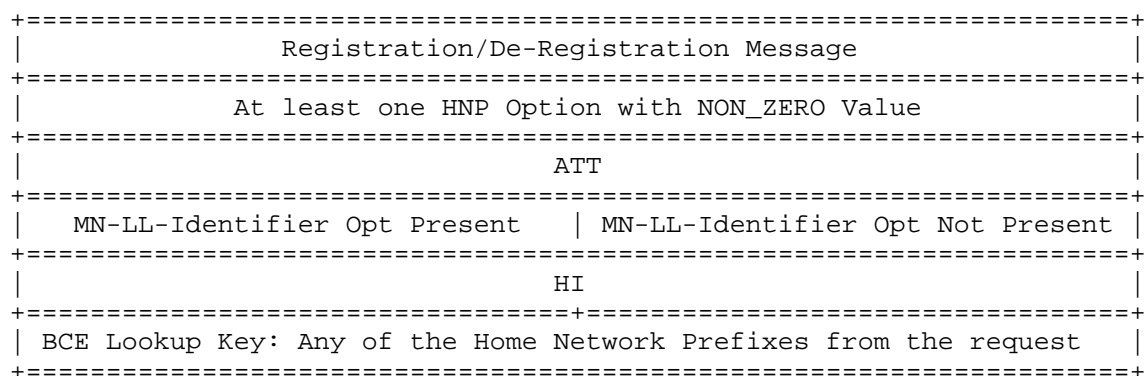 +=====================================================================+
|                Registration/De-Registration Message                 |
+=====================================================================+
|             At least one HNP Option with NON_ZERO Value             |
+=====================================================================+
|                                 ATT                                 |
+=====================================================================+
|   MN-LL-Identifier Opt Present    | MN-LL-Identifier Opt Not Present |
+=====================================================================+
|                                 HI                                  |
+==================================+==================================+
| BCE Lookup Key: Any of the Home Network Prefixes from the request   |
+=====================================================================+